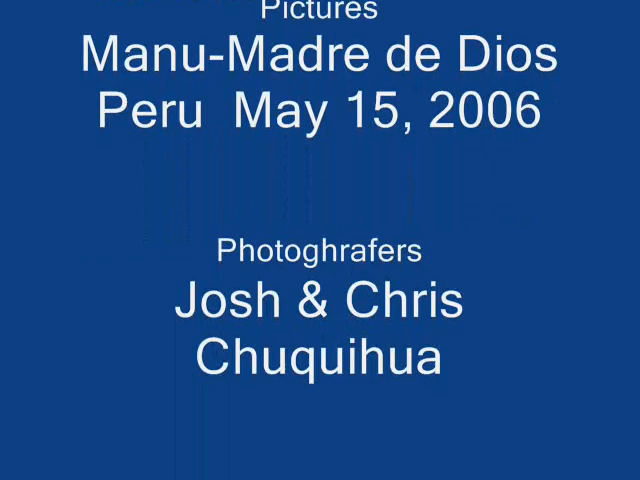 Pictures
Manu-Madre de Dios
Peru  May 15, 2006
Photoghrafers
Josh & Chris
Chuquihua